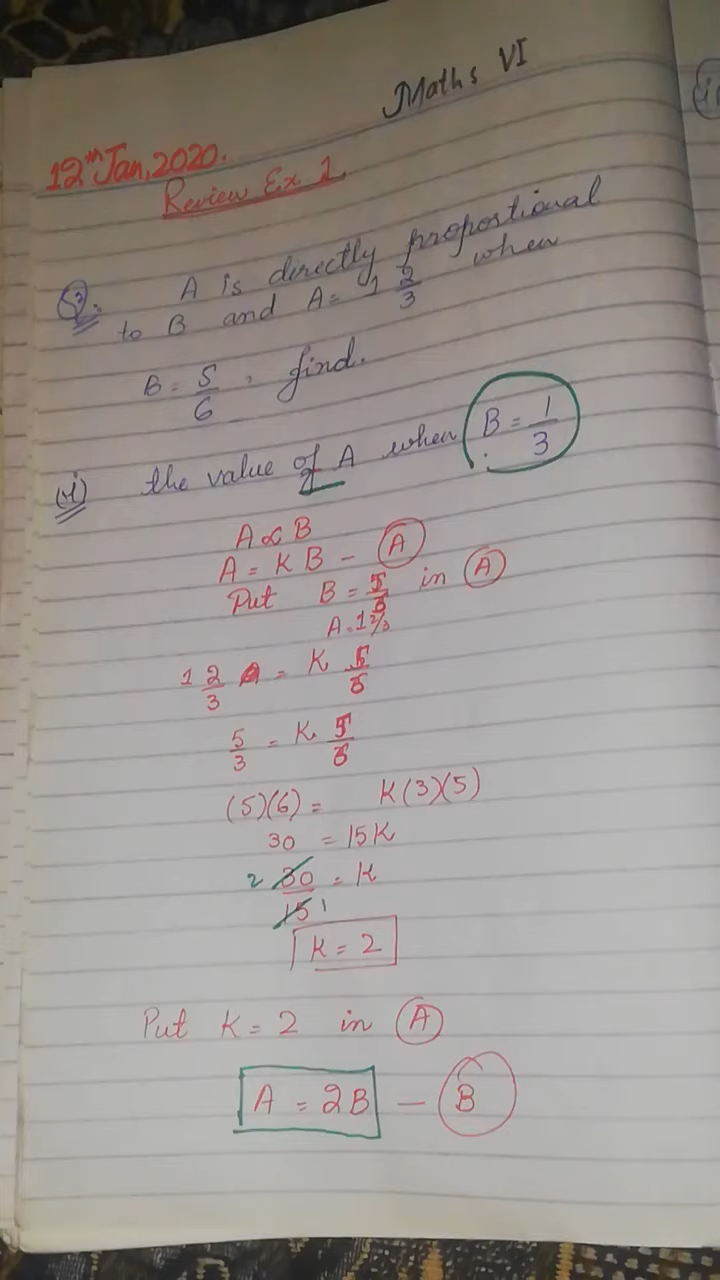 Maths VI
12th Jan, 2020.
Review Ex 1
Q: A is directly proportional
to B and A = 1 2/3 when
B = 5/6, find.
(i) the value of A when B = 1/3
A ∝ B
A = KB – (A)
Put B = 5/6 in (A)
A = 1 2/3
1 2/3 = K 5/6
5/3 = K 5/6
(5)(6) = K(3)(5)
30 = 15K
2 30/15 1 = K
K = 2
Put K = 2 in (A)
A = 2B – (B)